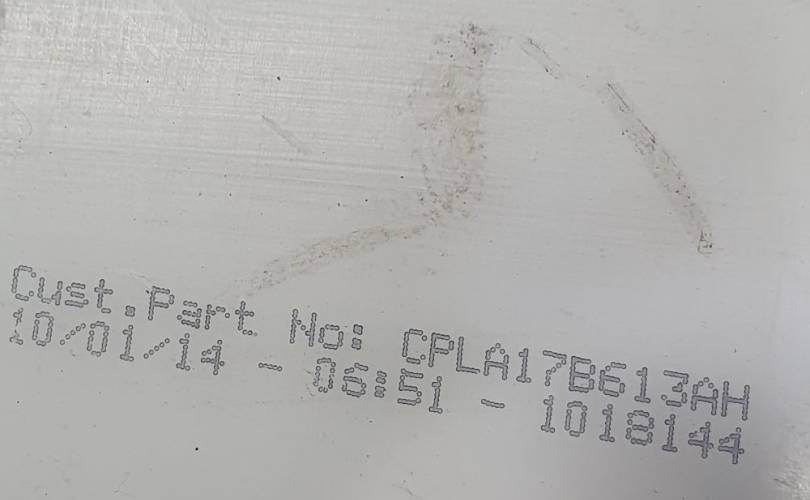 Cust.Part No: CPLA17B613AH
10/01/14 - 06:51 - 1018144